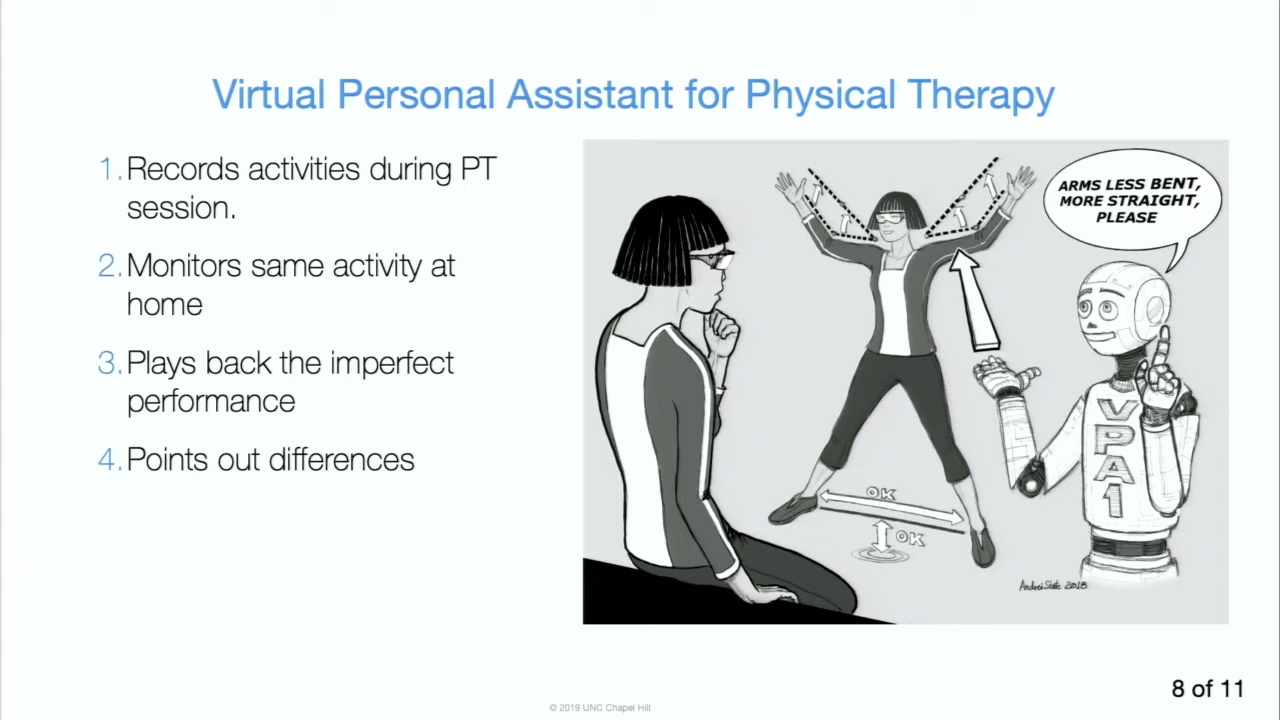 Virtual Personal Assistant for Physical Therapy
1. Records activities during PT
session.
2. Monitors same activity at
home
3. Plays back the imperfect
performance
4. Points out differences
ARMS LESS BENT,
MORE STRAIGHT,
PLEASE
VPA1
OK
OK
Andrei State 2018
8 of 11
© 2019 UNC Chapel Hill